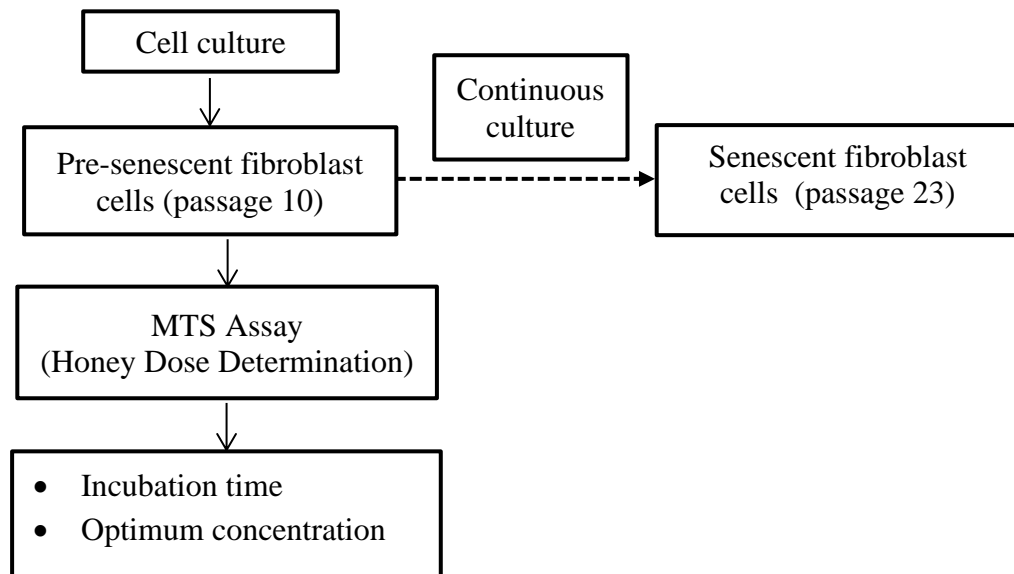 Cell culture
Continuous
culture
Pre-senescent fibroblast
cells (passage 10)
Senescent fibroblast
cells (passage 23)
MTS Assay
(Honey Dose Determination)
• Incubation time
• Optimum concentration